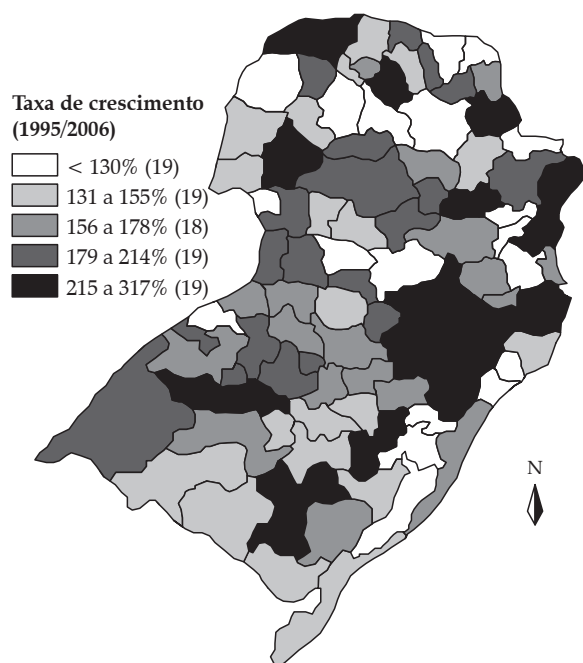 Taxa de crescimento
(1995/2006)
< 130% (19)
131 a 155% (19)
156 a 178% (18)
179 a 214% (19)
215 a 317% (19)
N